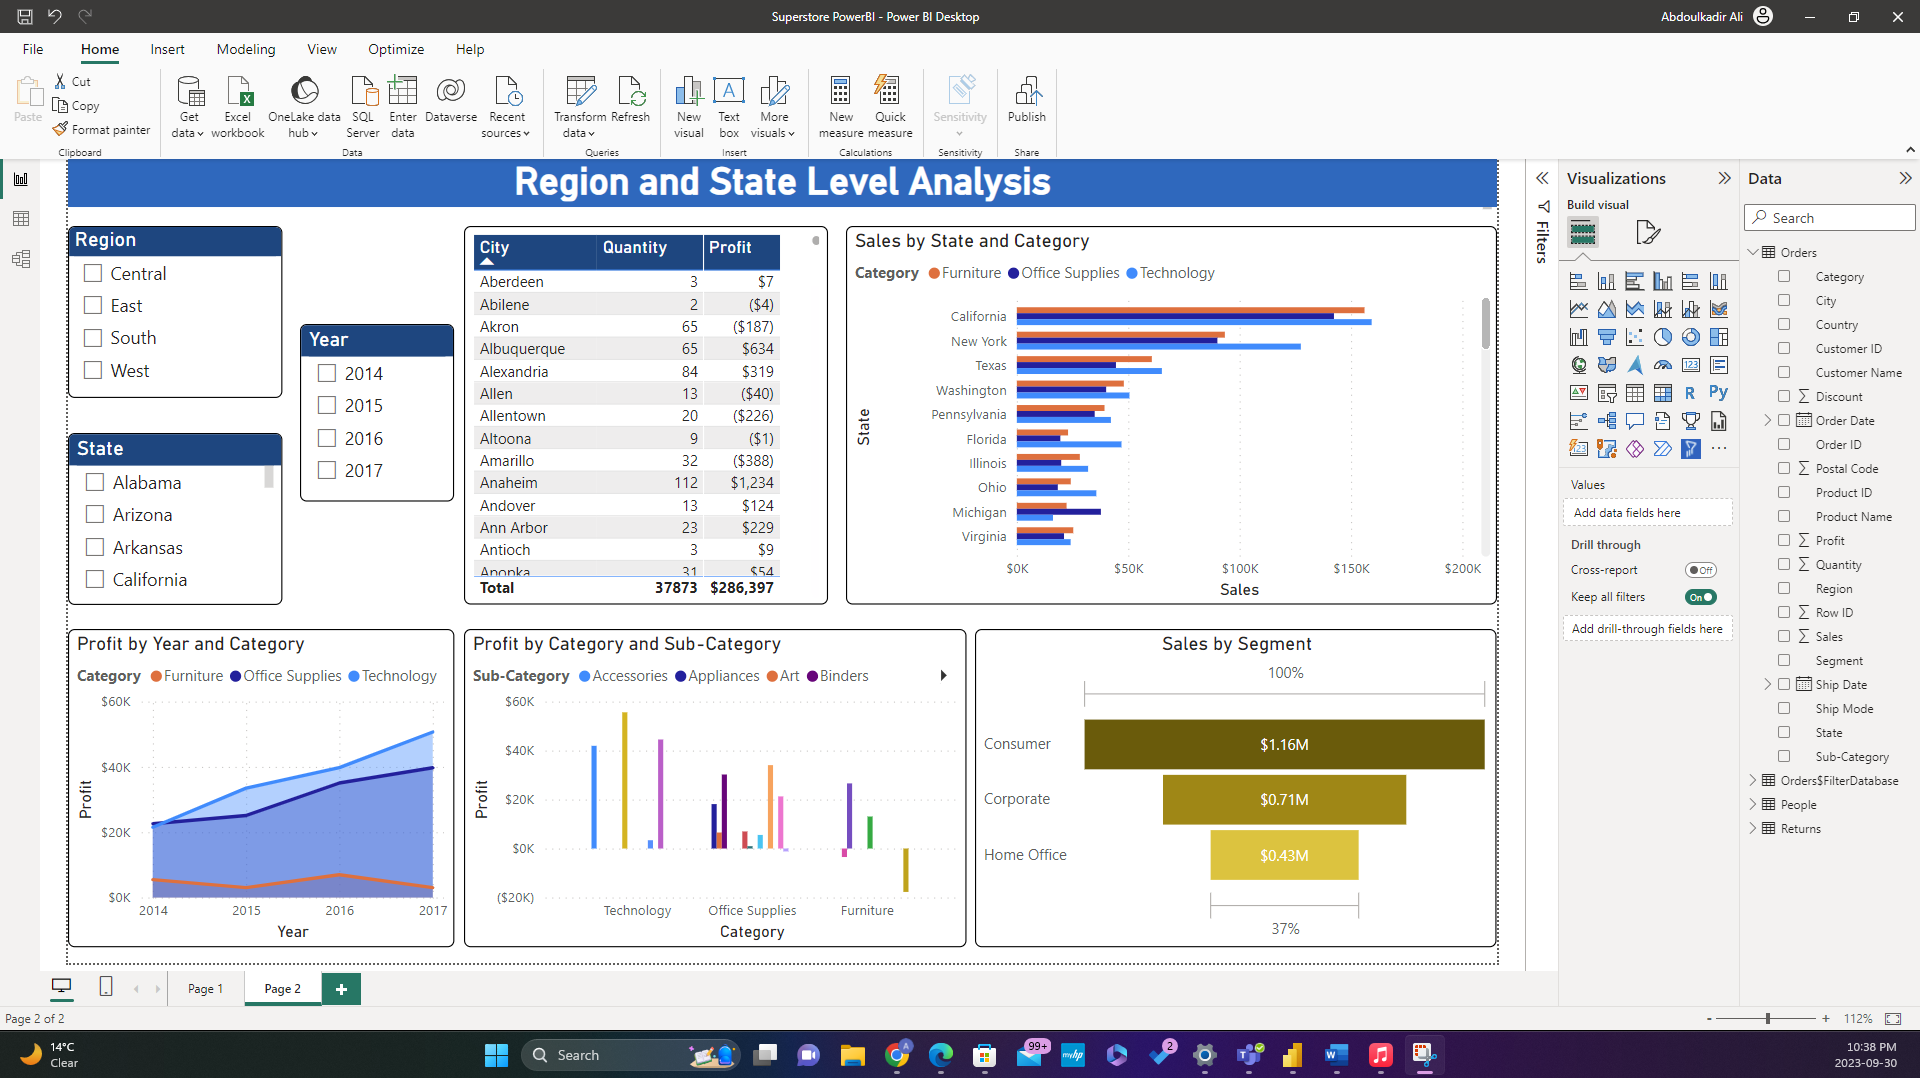 Superstore PowerBI - Power BI Desktop
Abdoulkadir Ali
File Home Insert Modeling View Optimize Help
Paste
Cut
Copy
Format painter
Clipboard
Get data
Excel workbook
OneLake data hub
SQL Server
Enter data
Dataverse
Recent sources
Data
Transform data
Refresh
Queries
New visual
Text box
More visuals
Insert
New measure
Quick measure
Calculations
Sensitivity
Sensitivity
Publish
Share
Region and State Level Analysis
Region
Central
East
South
West
State
Alabama
Arizona
Arkansas
California
Year
2014
2015
2016
2017
City Quantity Profit
Aberdeen 3 $7
Abilene 2 ($4)
Akron 65 ($187)
Albuquerque 65 $634
Alexandria 84 $319
Allen 13 ($40)
Allentown 20 ($226)
Altoona 9 ($1)
Amarillo 32 ($388)
Anaheim 112 $1,234
Andover 13 $124
Ann Arbor 23 $229
Antioch 3 $9
Apopka 31 $54
Total 37873 $286,397
Sales by State and Category
Category Furniture Office Supplies Technology
State
California
New York
Texas
Washington
Pennsylvania
Florida
Illinois
Ohio
Michigan
Virginia
$0K $50K $100K $150K $200K
Sales
Profit by Year and Category
Category Furniture Office Supplies Technology
Profit
$60K
$40K
$20K
$0K
2014 2015 2016 2017
Year
Profit by Category and Sub-Category
Sub-Category Accessories Appliances Art Binders
Profit
$60K
$40K
$20K
$0K
($20K)
Technology Office Supplies Furniture
Category
Sales by Segment
100%
Consumer $1.16M
Corporate $0.71M
Home Office $0.43M
37%
Filters
Visualizations
Build visual
R Py
123
123
Values
Add data fields here
Drill through
Cross-report Off
Keep all filters On
Add drill-through fields here
Data
Search
Orders
Category
City
Country
Customer ID
Customer Name
Discount
Order Date
Order ID
Postal Code
Product ID
Product Name
Profit
Quantity
Region
Row ID
Sales
Segment
Ship Date
Ship Mode
State
Sub-Category
Orders$FilterDatabase
People
Returns
Page 1 Page 2
Page 2 of 2
112%
14°C
Clear
Search
99+
2
10:38 PM
2023-09-30